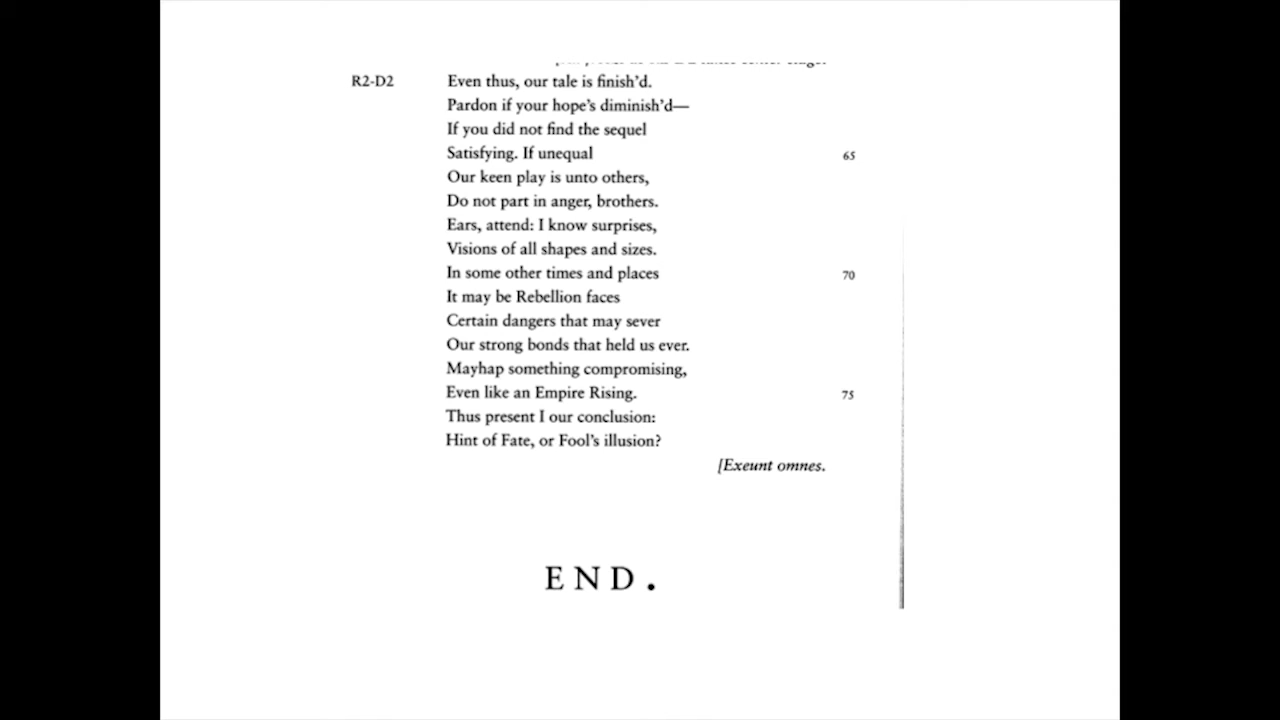 R2-D2 Even thus, our tale is finish’d.
Pardon if your hope’s diminish’d—
If you did not find the sequel
Satisfying. If unequal 65
Our keen play is unto others,
Do not part in anger, brothers.
Ears, attend: I know surprises,
Visions of all shapes and sizes.
In some other times and places 70
It may be Rebellion faces
Certain dangers that may sever
Our strong bonds that held us ever.
Mayhap something compromising,
Even like an Empire Rising. 75
Thus present I our conclusion:
Hint of Fate, or Fool’s illusion?
[Exeunt omnes.
END.